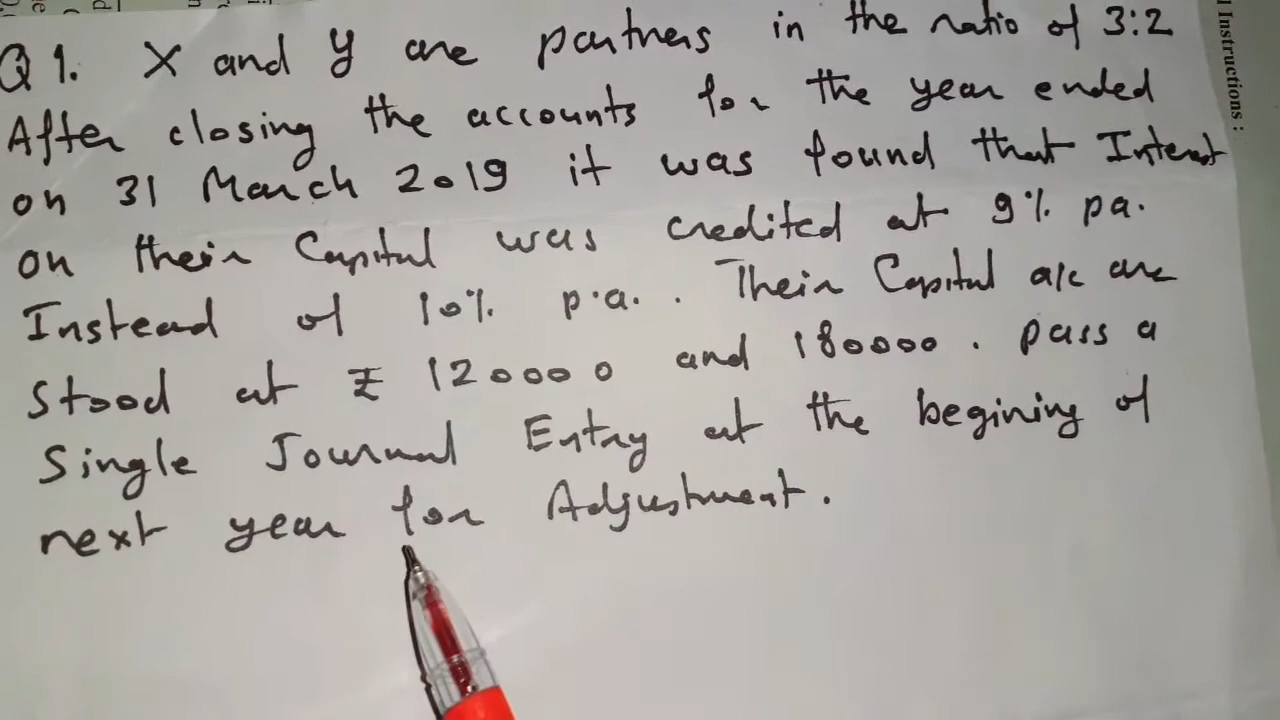 Q1. X and Y are partners in the ratio of 3:2
After closing the accounts for the year ended
on 31 March 2019 it was found that Interest
on their Capital was credited at 9% pa.
Instead of 10% p.a. . Their Capital a/c are
stood at ₹ 120000 and 180000. pass a
Single Journal Entry at the begining of
next year for Adjustment.
Instructions :